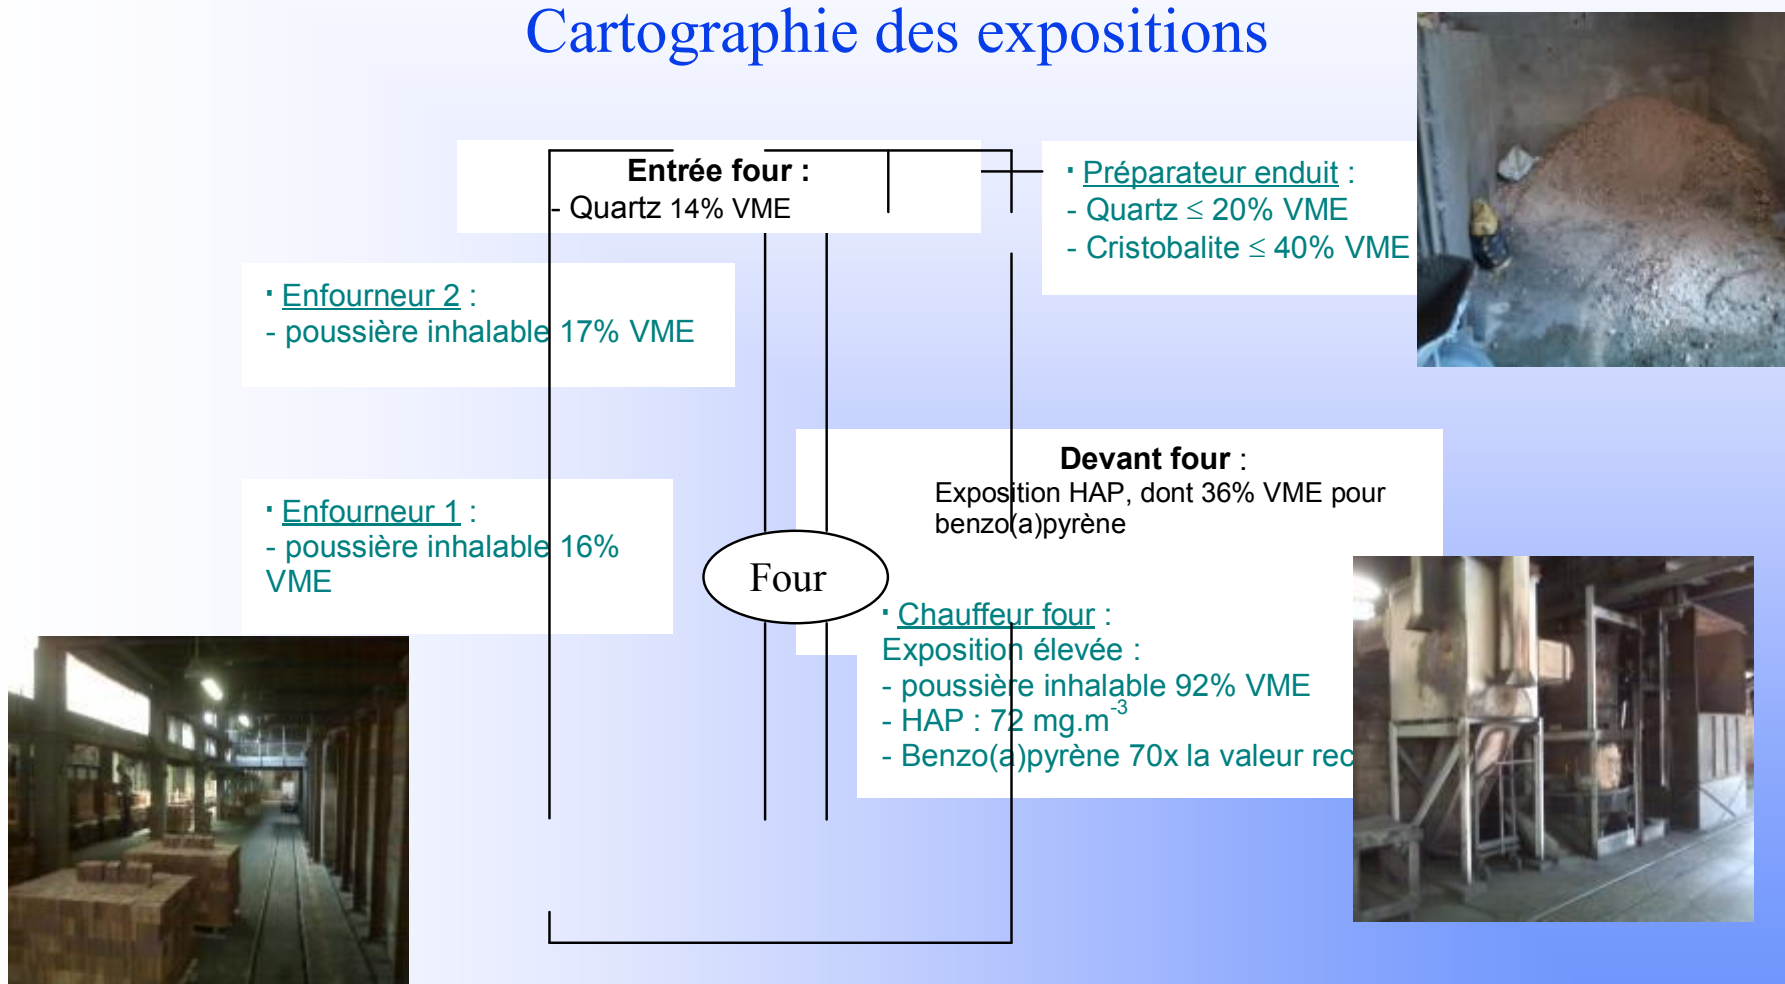 Cartographie des expositions
Entrée four :
- Quartz 14% VME
· Préparateur enduit :
- Quartz ≤ 20% VME
- Cristobalite ≤ 40% VME
· Enfourneur 2 :
- poussière inhalable 17% VME
Devant four :
Exposition HAP, dont 36% VME pour
benzo(a)pyrène
· Enfourneur 1 :
- poussière inhalable 16%
VME
Four
· Chauffeur four :
Exposition élevée :
- poussière inhalable 92% VME
- HAP : 72 mg.m-3
- Benzo(a)pyrène 70x la valeur rec